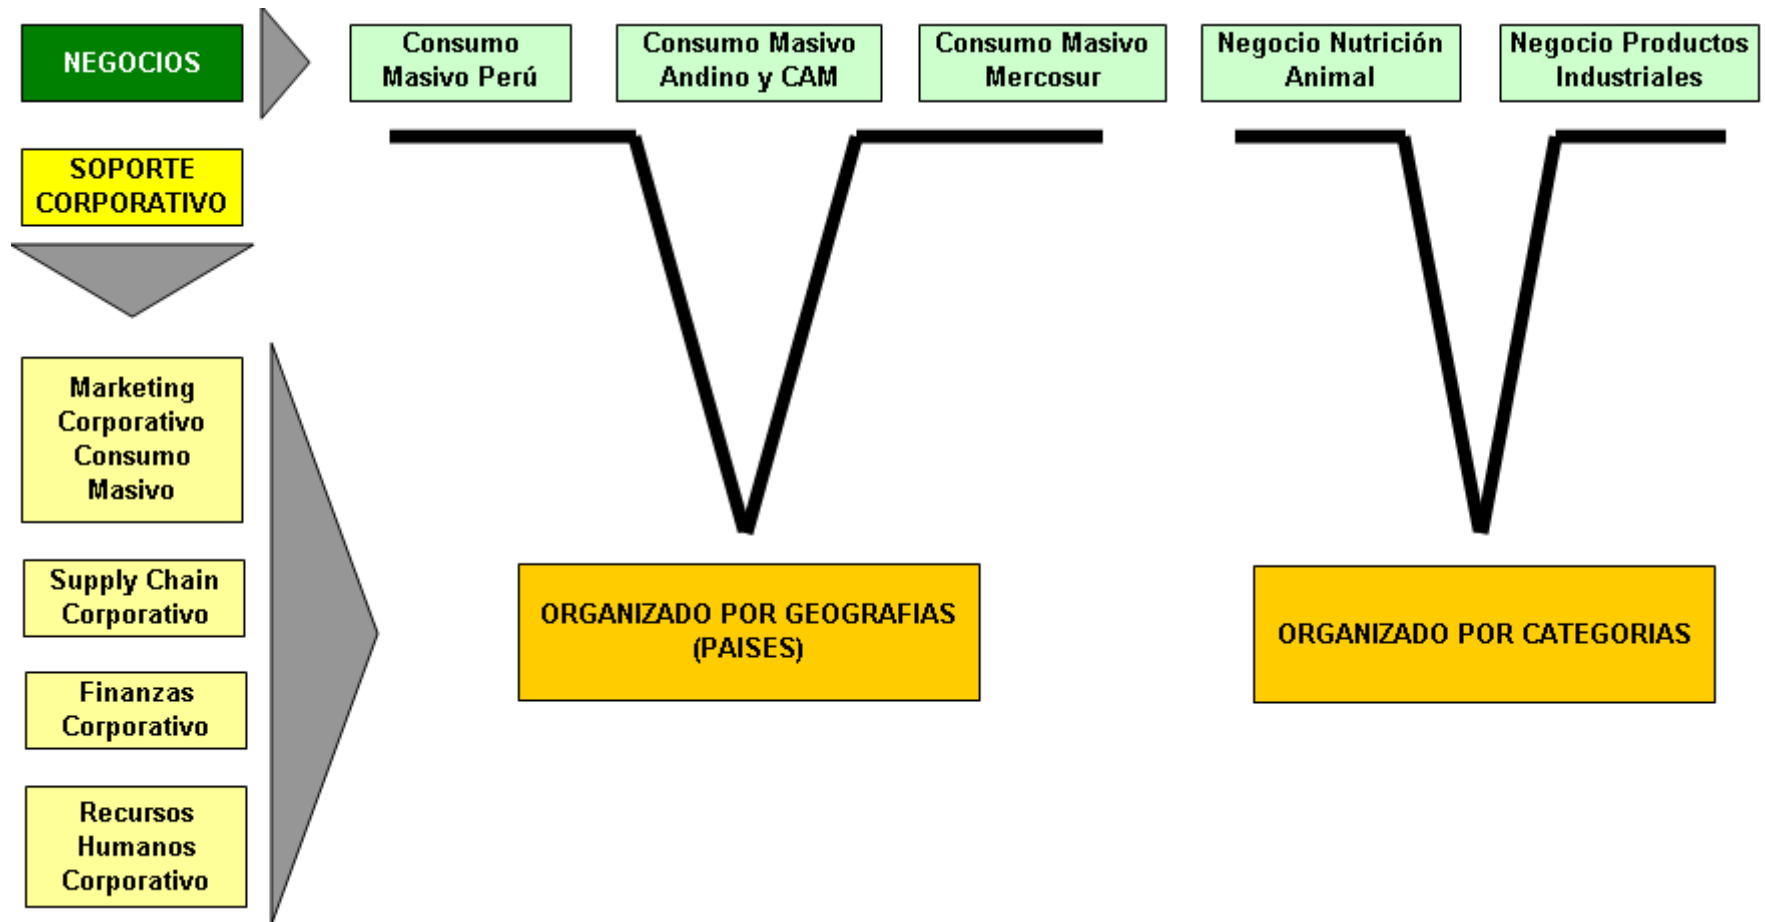 NEGOCIOS
Consumo
Masivo Perú
Consumo Masivo
Andino y CAM
Consumo Masivo
Mercosur
Negocio Nutrición
Animal
Negocio Productos
Industriales
SOPORTE
CORPORATIVO
Marketing
Corporativo
Consumo
Masivo
Supply Chain
Corporativo
Finanzas
Corporativo
Recursos
Humanos
Corporativo
ORGANIZADO POR GEOGRAFIAS
(PAISES)
ORGANIZADO POR CATEGORIAS